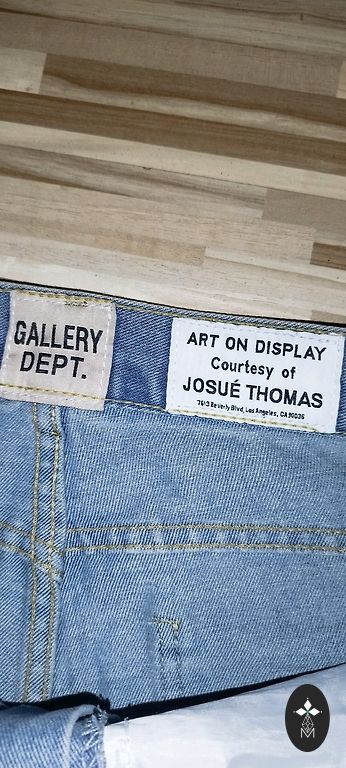 GALLERY
DEPT.
ART ON DISPLAY
Courtesy of
JOSUÉ THOMAS
7613 Beverly Blvd, Los Angeles, CA 90036